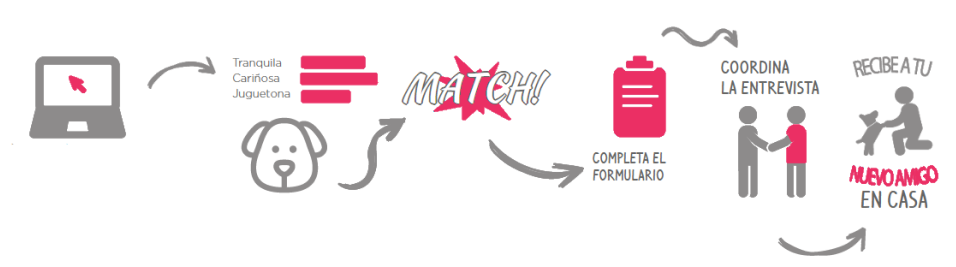 Tranquila
Cariñosa
Juguetona
MATCH!
COMPLETA EL
FORMULARIO
COORDINA
LA ENTREVISTA
RECIBE A TU
NUEVO AMIGO
EN CASA